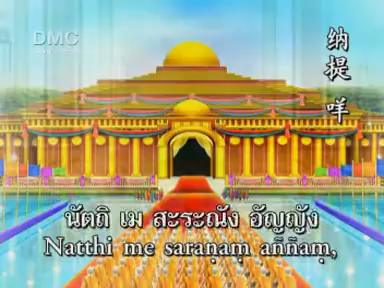 DMC
纳
提
咩
นัตถิ เม สะระณัง อัญญัง
Natthi me saraṇaṃ aññaṃ,